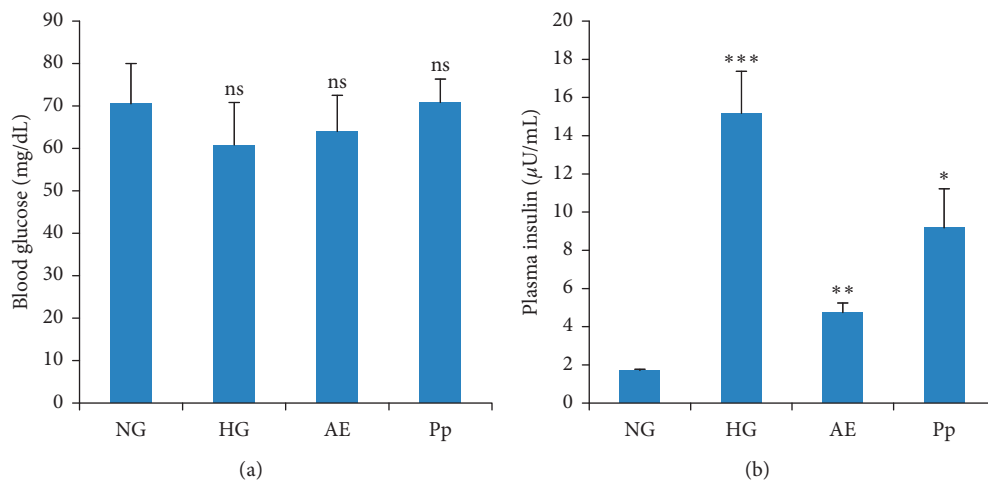 Blood glucose (mg/dL)
90
80
70
60
50
40
30
20
10
0
ns
ns
ns
NG HG AE Pp
(a)
Plasma insulin (μU/mL)
20
18
16
14
12
10
8
6
4
2
0
***
**
*
NG HG AE Pp
(b)